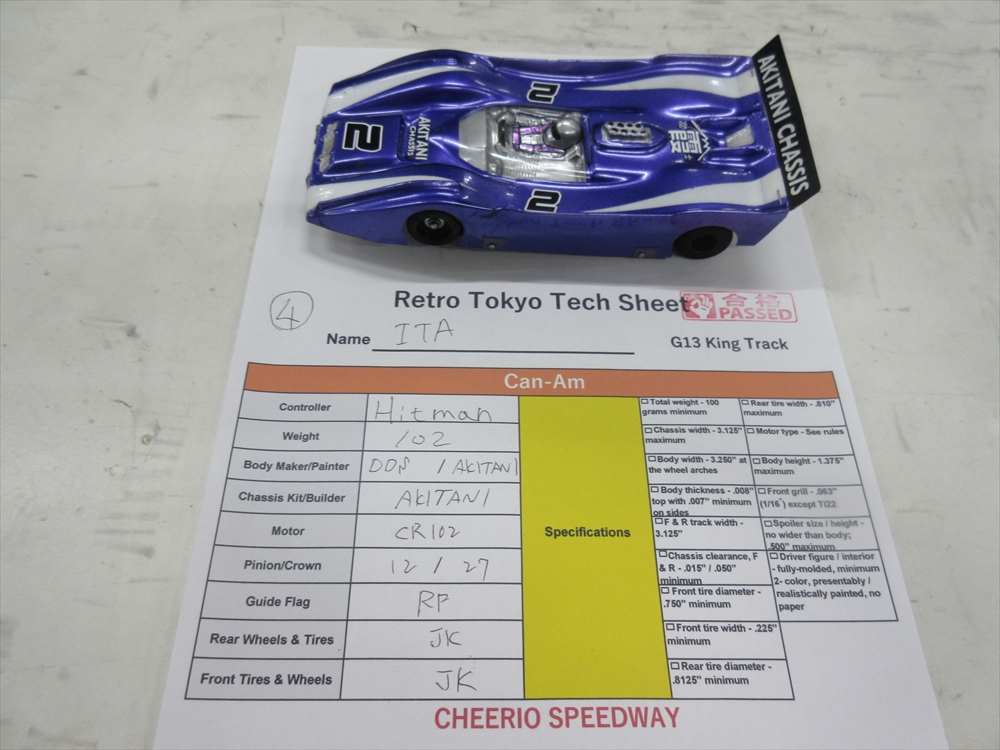 AKITANI CHASSIS
2
2
AKITANI
CHASSIS
2
4
Retro Tokyo Tech Sheet
合格
PASSED
Name ITA
G13 King Track
Can-Am
Controller Hitman
Weight 102
Body Maker/Painter / AKITANI
Chassis Kit/Builder AKITANI
Motor CR102
Pinion/Crown 12 / 27
Guide Flag RP
Rear Wheels & Tires JK
Front Tires & Wheels JK
Specifications
Total weight - 100
grams minimum
Chassis width - 3.125"
maximum
Body width - 3.250" at
the wheel arches
Body thickness - .008"
top with .007" minimum
on sides
F & R track width -
3.125"
Chassis clearance, F
& R - .015" / .050"
minimum
Front tire diameter -
.750" minimum
Front tire width - .225"
minimum
Rear tire diameter -
.8125" minimum
Rear tire width - .810"
maximum
Motor type - See rules
Body height - 1.375"
maximum
Front grill - .063"
(1/16") except Ti22
Spoiler size / height -
no wider than body;
.500" maximum
Driver figure / interior
- fully-molded, minimum
2- color, presentably /
realistically painted, no
paper
CHEERIO SPEEDWAY